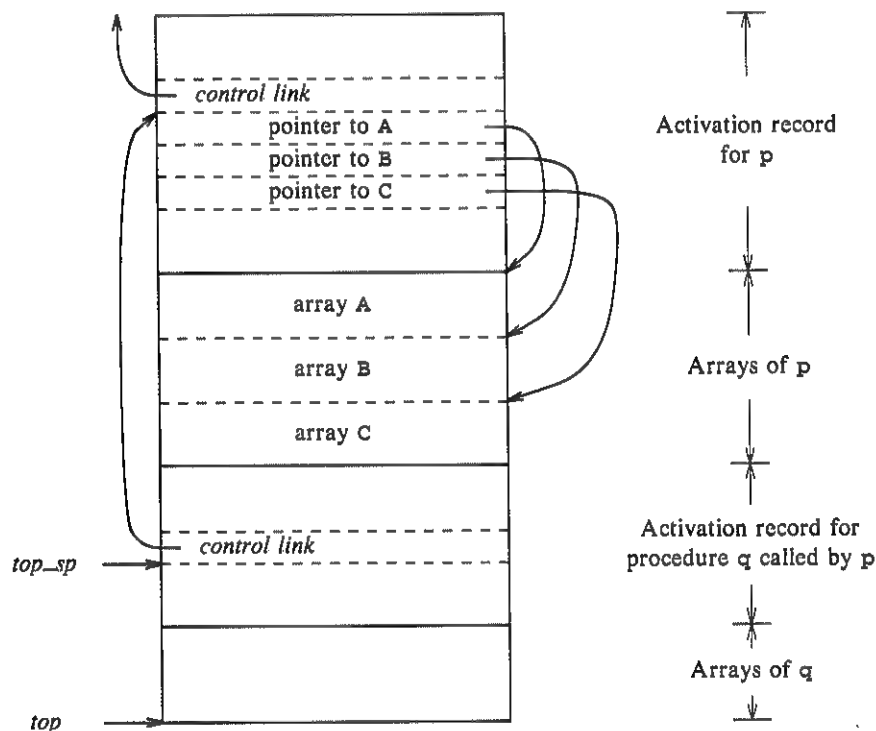 control link
pointer to A
pointer to B
pointer to C
Activation record
for p
array A
array B
array C
Arrays of p
control link
top_sp
Activation record for
procedure q called by p
Arrays of q
top